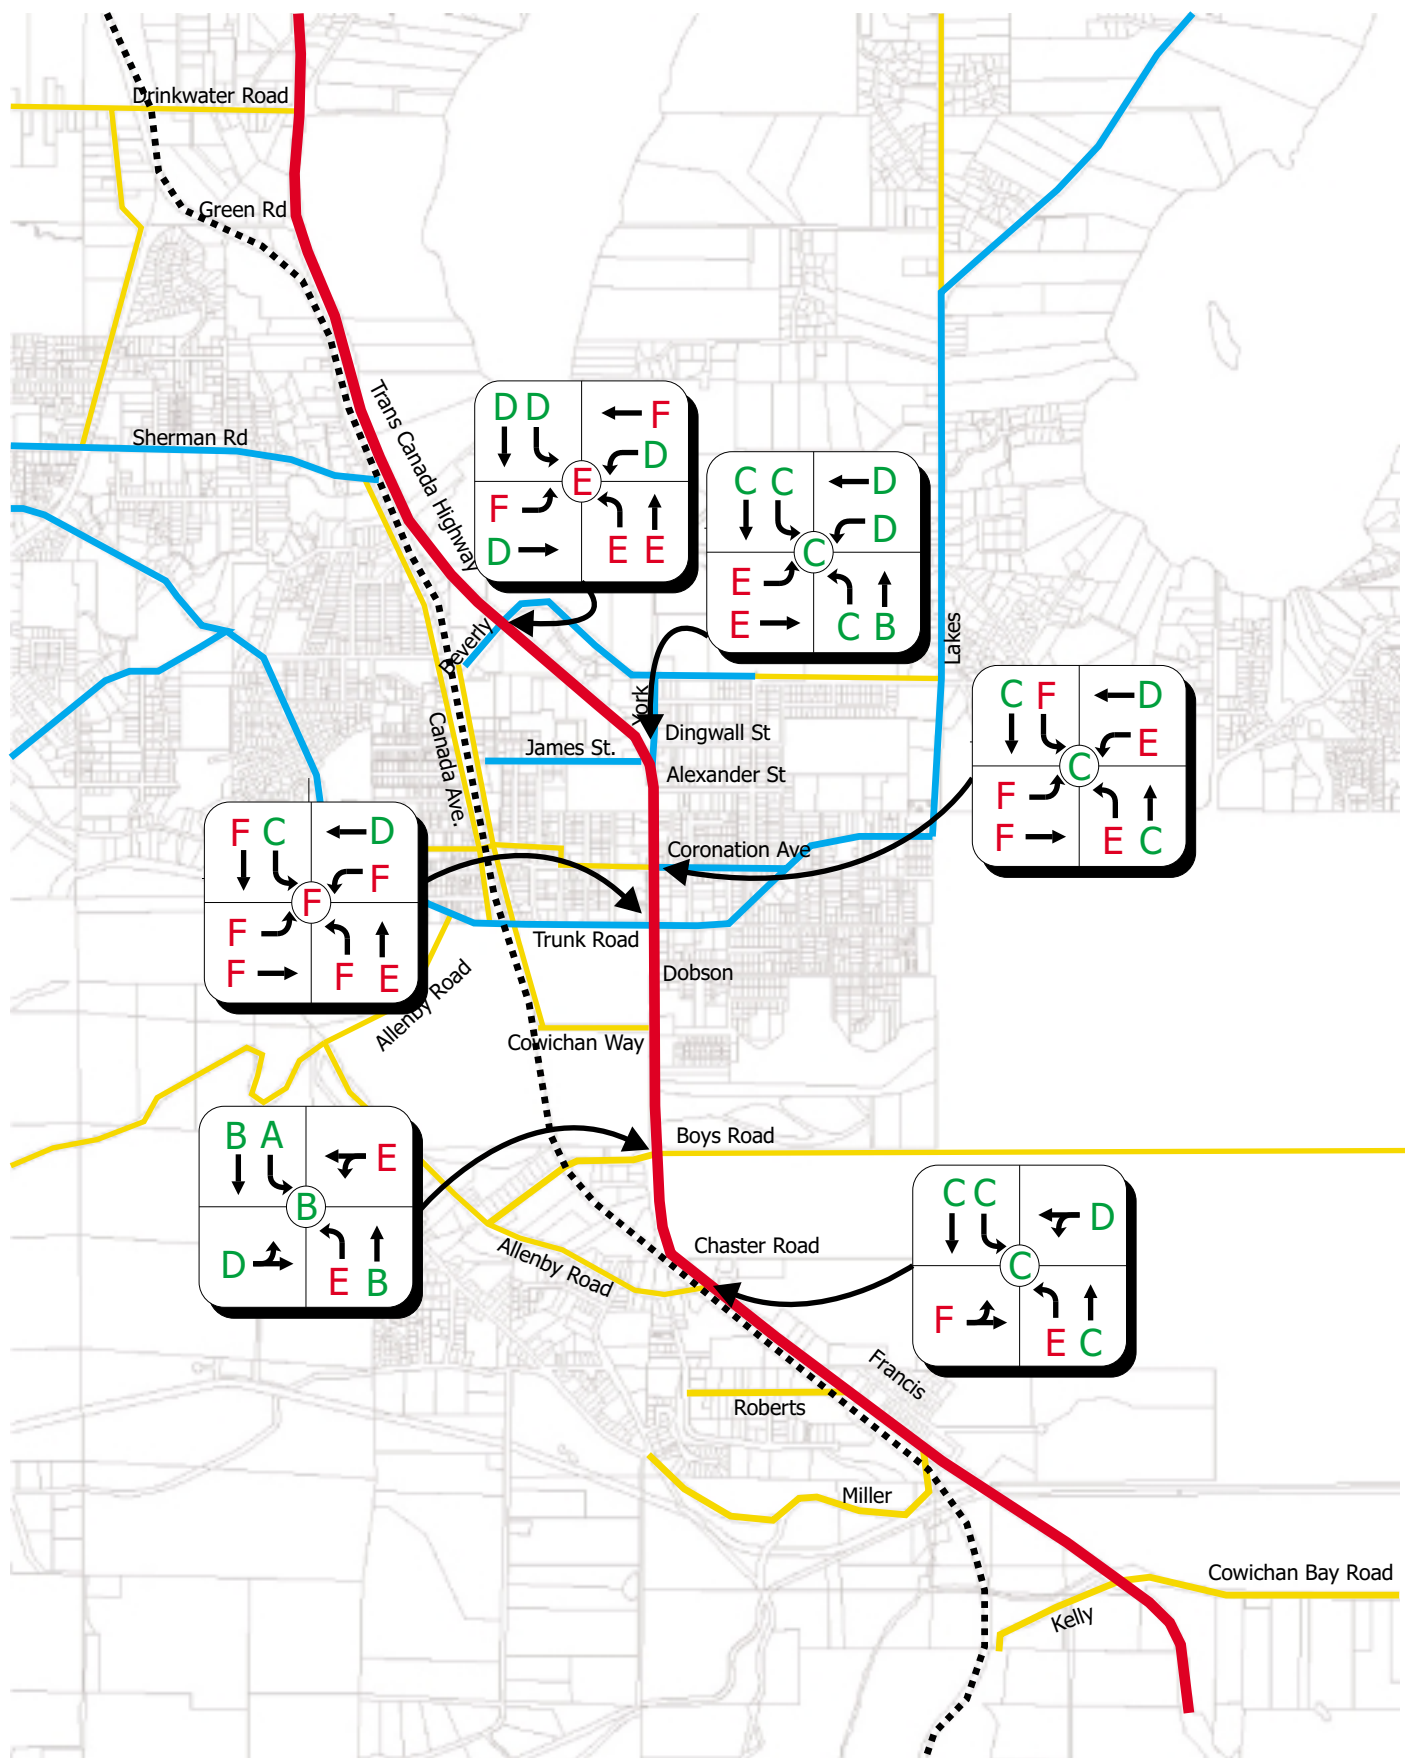 Drinkwater Road
Green Rd
Trans Canada Highway
Sherman Rd
D D F
D
E
F
D E E
C C D
D
C
E
E C B
Beverly
Lakes
York
C F D
E
C
F
F E C
Canada Ave.
Dingwall St
James St.
Alexander St
F C D
F
F
F
F F E
Coronation Ave
Trunk Road
Dobson
Allenby Road
Cowichan Way
B A E
B
D E B
Boys Road
C C D
C
F E C
Chaster Road
Allenby Road
Francis
Roberts
Miller
Cowichan Bay Road
Kelly